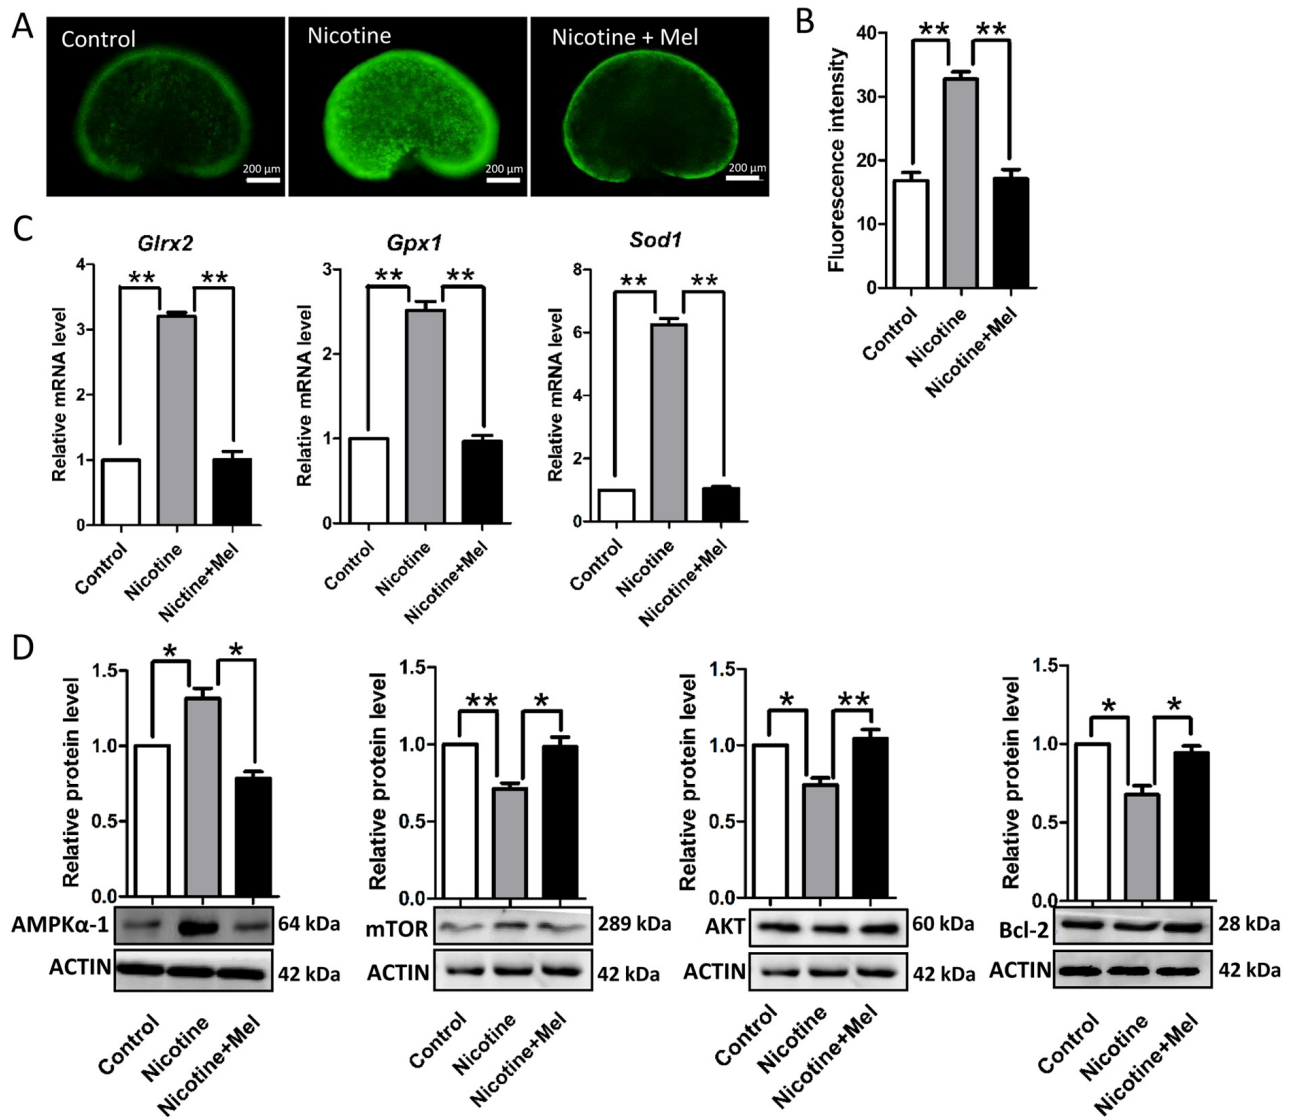 A
Control
Nicotine
Nicotine + Mel
200 μm
200 μm
200 μm
B
Fluorescence intensity
40
30
20
10
0
**
**
Control
Nicotine
Nicotine+Mel
C
Glrx2
Relative mRNA level
4
3
2
1
0
**
**
Control
Nicotine
Nictine+Mel
Gpx1
Relative mRNA level
3
2
1
0
**
**
Control
Nicotine
Nicotine+Mel
Sod1
Relative mRNA level
8
6
4
2
0
**
**
Control
Nicotine
Nicotine+Mel
D
Relative protein level
1.5
1.0
0.5
0.0
*
*
AMPKα-1
64 kDa
ACTIN
42 kDa
Control
Nicotine
Nicotine+Mel
Relative protein level
1.5
1.0
0.5
0.0
**
*
mTOR
289 kDa
ACTIN
42 kDa
Control
Nicotine
Nicotine+Mel
Relative protein level
1.5
1.0
0.5
0.0
*
**
AKT
60 kDa
ACTIN
42 kDa
Control
Nicotine
Nicotine+Mel
Relative protein level
1.5
1.0
0.5
0.0
*
*
Bcl-2
28 kDa
ACTIN
42 kDa
Control
Nicotine
Nicotine+Mel